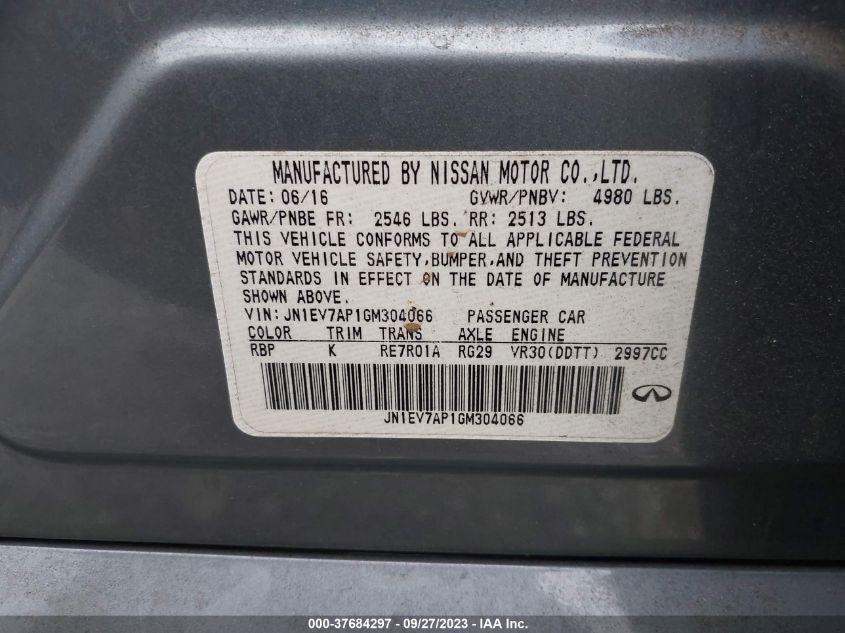 MANUFACTURED BY NISSAN MOTOR CO.,LTD.
DATE: 06/16 GVWR/PNBV: 4980 LBS.
GAWR/PNBE FR: 2546 LBS. RR: 2513 LBS.
THIS VEHICLE CONFORMS TO ALL APPLICABLE FEDERAL
MOTOR VEHICLE SAFETY,BUMPER,AND THEFT PREVENTION
STANDARDS IN EFFECT ON THE DATE OF MANUFACTURE
SHOWN ABOVE.
VIN:JN1EV7AP1GM304066 PASSENGER CAR
COLOR TRIM TRANS AXLE ENGINE
RBP K RE7R01A RG29 VR30(DDTT) 2997CC
JN1EV7AP1GM304066
000-37684297 - 09/27/2023 - IAA Inc.